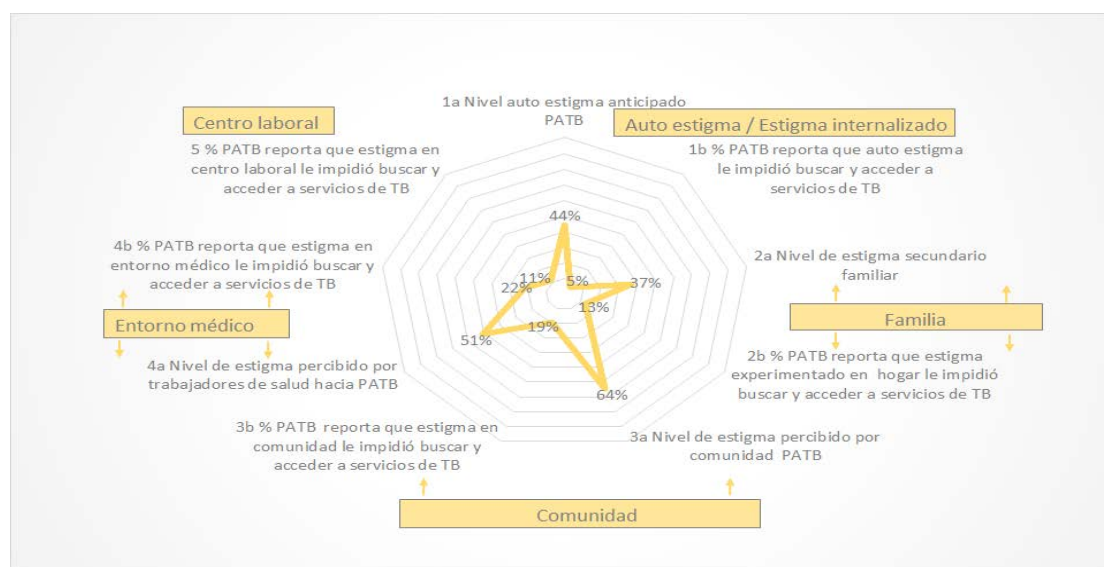 1a Nivel auto estigma anticipado
PATB
Centro laboral
Auto estigma / Estigma internalizado
5 % PATB reporta que estigma en
centro laboral le impidió buscar y
acceder a servicios de TB
1b % PATB reporta que auto estigma
le impidió buscar y acceder a
servicios de TB
44%
4b % PATB reporta que estigma en
entorno médico le impidió buscar y
acceder a servicios de TB
2a Nivel de estigma secundario
familiar
11%
5%
37%
22%
13%
Entorno médico
Familia
19%
51%
4a Nivel de estigma percibido por
trabajadores de salud hacia PATB
2b % PATB reporta que estigma
experimentado en hogar le impidió
buscar y acceder a servicios de TB
64%
3b % PATB reporta que estigma en
comunidad le impidió buscar y
acceder a servicios de TB
3a Nivel de estigma percibido por
comunidad PATB
Comunidad